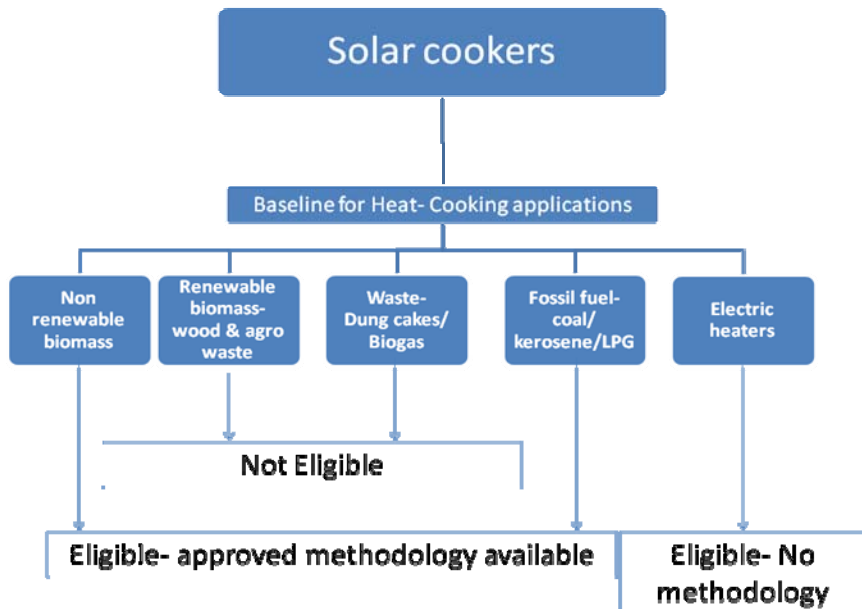 Solar cookers
Baseline for Heat- Cooking applications
Non
renewable
biomass
Renewable
biomass-
wood & agro
waste
Waste-
Dung cakes/
Biogas
Fossil fuel-
coal/
kerosene/LPG
Electric
heaters
Not Eligible
Eligible- approved methodology available
Eligible- No
methodology